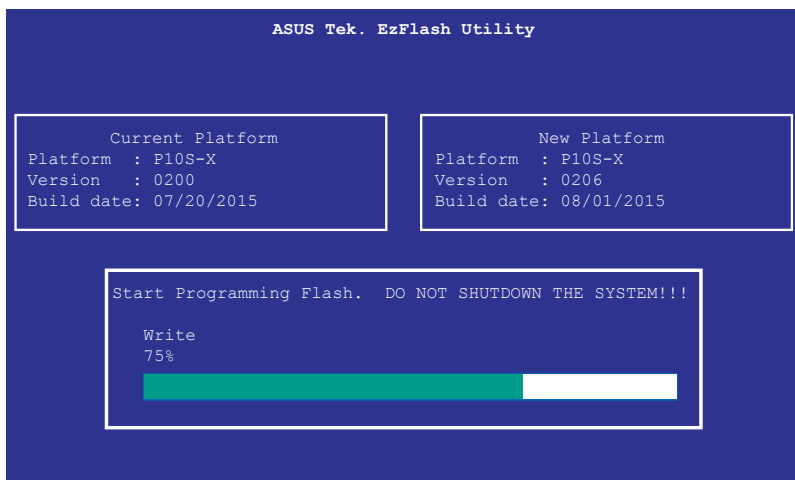 ASUS Tek. EzFlash Utility
Current Platform
Platform : P10S-X
Version : 0200
Build date: 07/20/2015
New Platform
Platform : P10S-X
Version : 0206
Build date: 08/01/2015
Start Programming Flash. DO NOT SHUTDOWN THE SYSTEM!!!
Write
75%